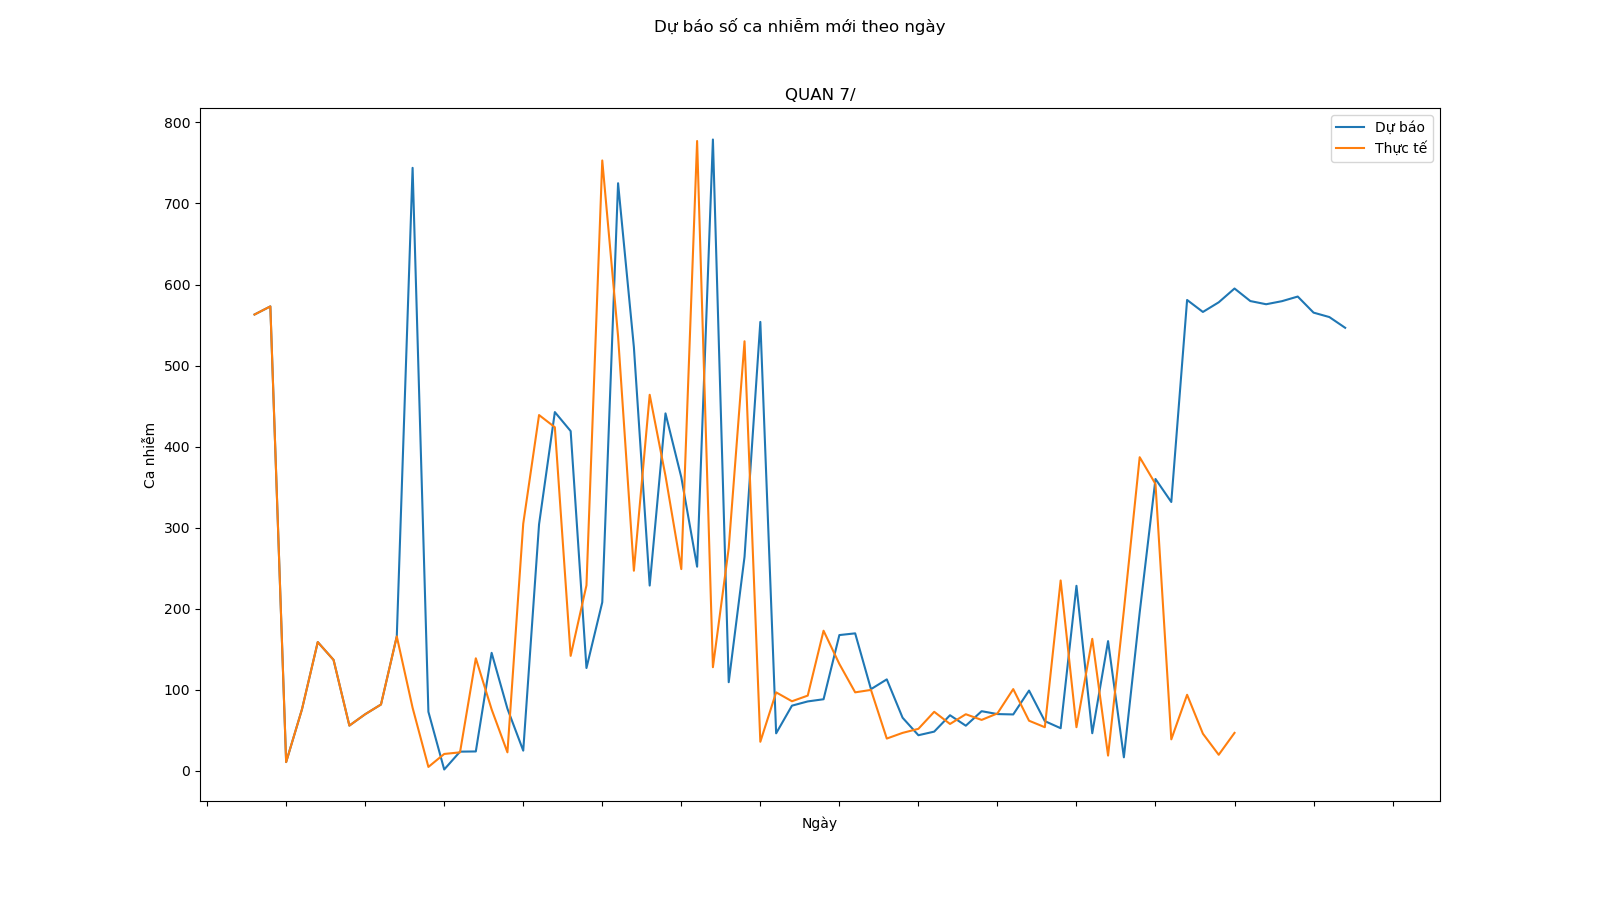 Dự báo số ca nhiễm mới theo ngày
QUAN 7/
800
700
600
500
400
300
200
100
0
Ca nhiễm
Dự báo
Thực tế
Ngày